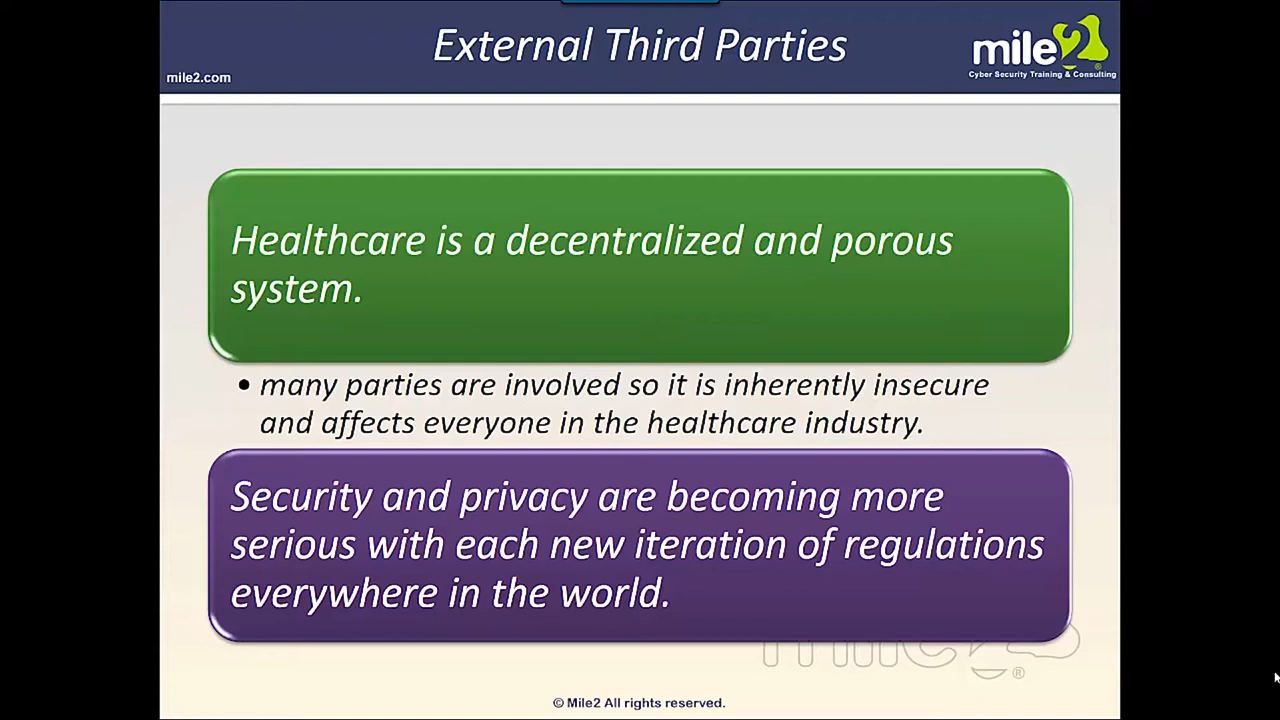 External Third Parties
mile2
®
mile2.com
Cyber Security Training & Consulting
Healthcare is a decentralized and porous
system.
• many parties are involved so it is inherently insecure
and affects everyone in the healthcare industry.
Security and privacy are becoming more
serious with each new iteration of regulations
everywhere in the world.
mile2
®
© Mile2 All rights reserved.